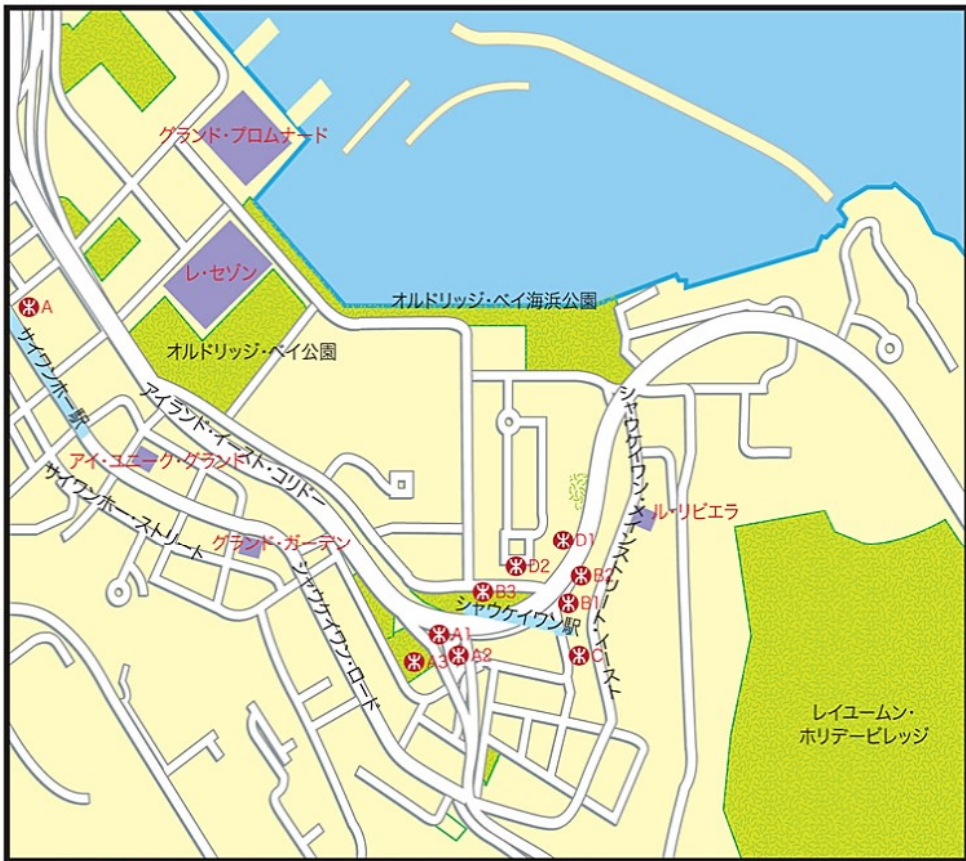 グランド・プロムナード
レ・セゾン
オルドリッジ・ベイ海浜公園
A
サイワンホー駅
オルドリッジ・ベイ公園
アイランド・イースト・コリドー
シャウケイワン・メインストリート・イースト
アイ・ユニーク・グランド
サイワンホー・ストリート
ル・リビエラ
グランド・ガーデン
D1
D2
B2
B3
B1
シャウケイワン駅
シャウケイワン・ロード
A1
A2
A3
C
レイユームン・
ホリデービレッジ